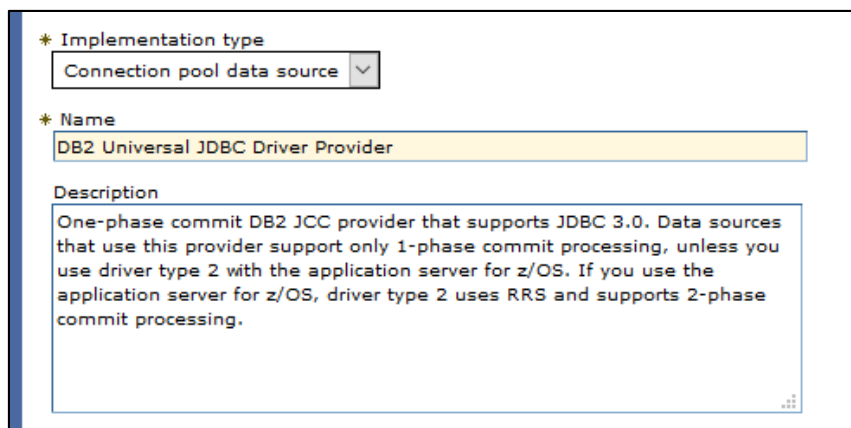 * Implementation type
Connection pool data source
* Name
DB2 Universal JDBC Driver Provider
Description
One-phase commit DB2 JCC provider that supports JDBC 3.0. Data sources
that use this provider support only 1-phase commit processing, unless you
use driver type 2 with the application server for z/OS. If you use the
application server for z/OS, driver type 2 uses RRS and supports 2-phase
commit processing.